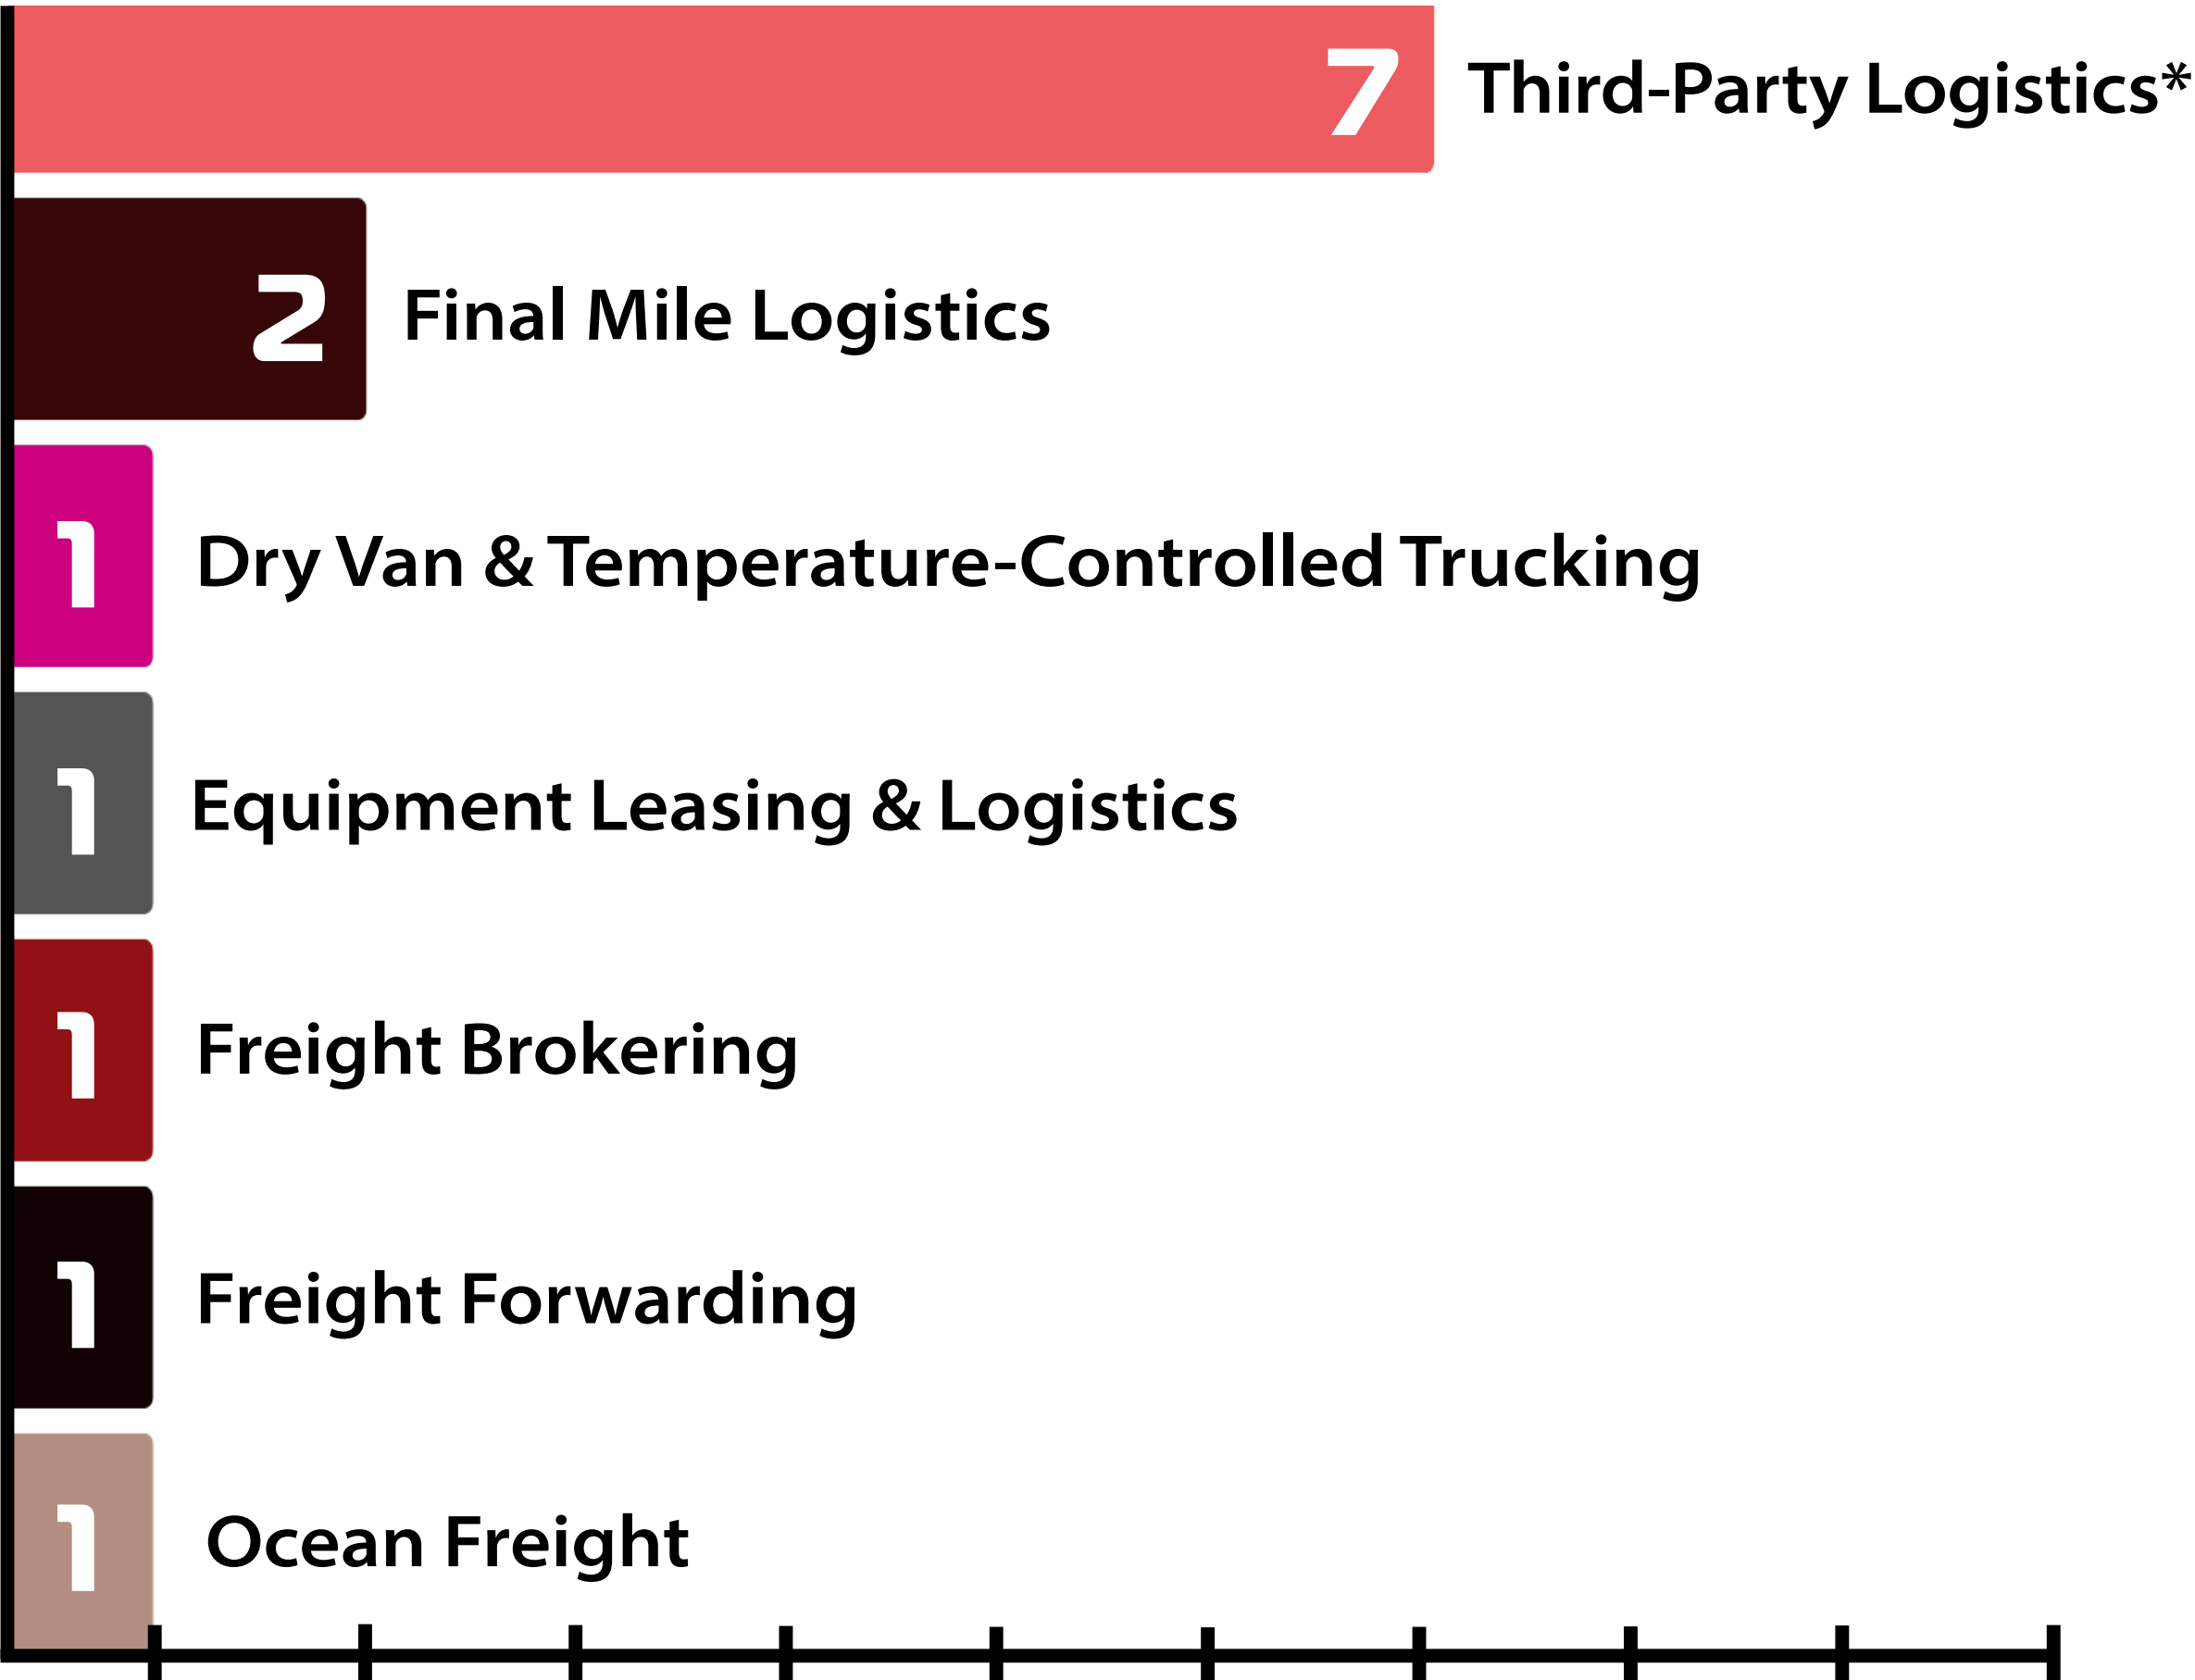 7 Third-Party Logistics*
2 Final Mile Logistics
1 Dry Van & Temperature-Controlled Trucking
1 Equipment Leasing & Logistics
1 Freight Brokering
1 Freight Forwarding
1 Ocean Freight